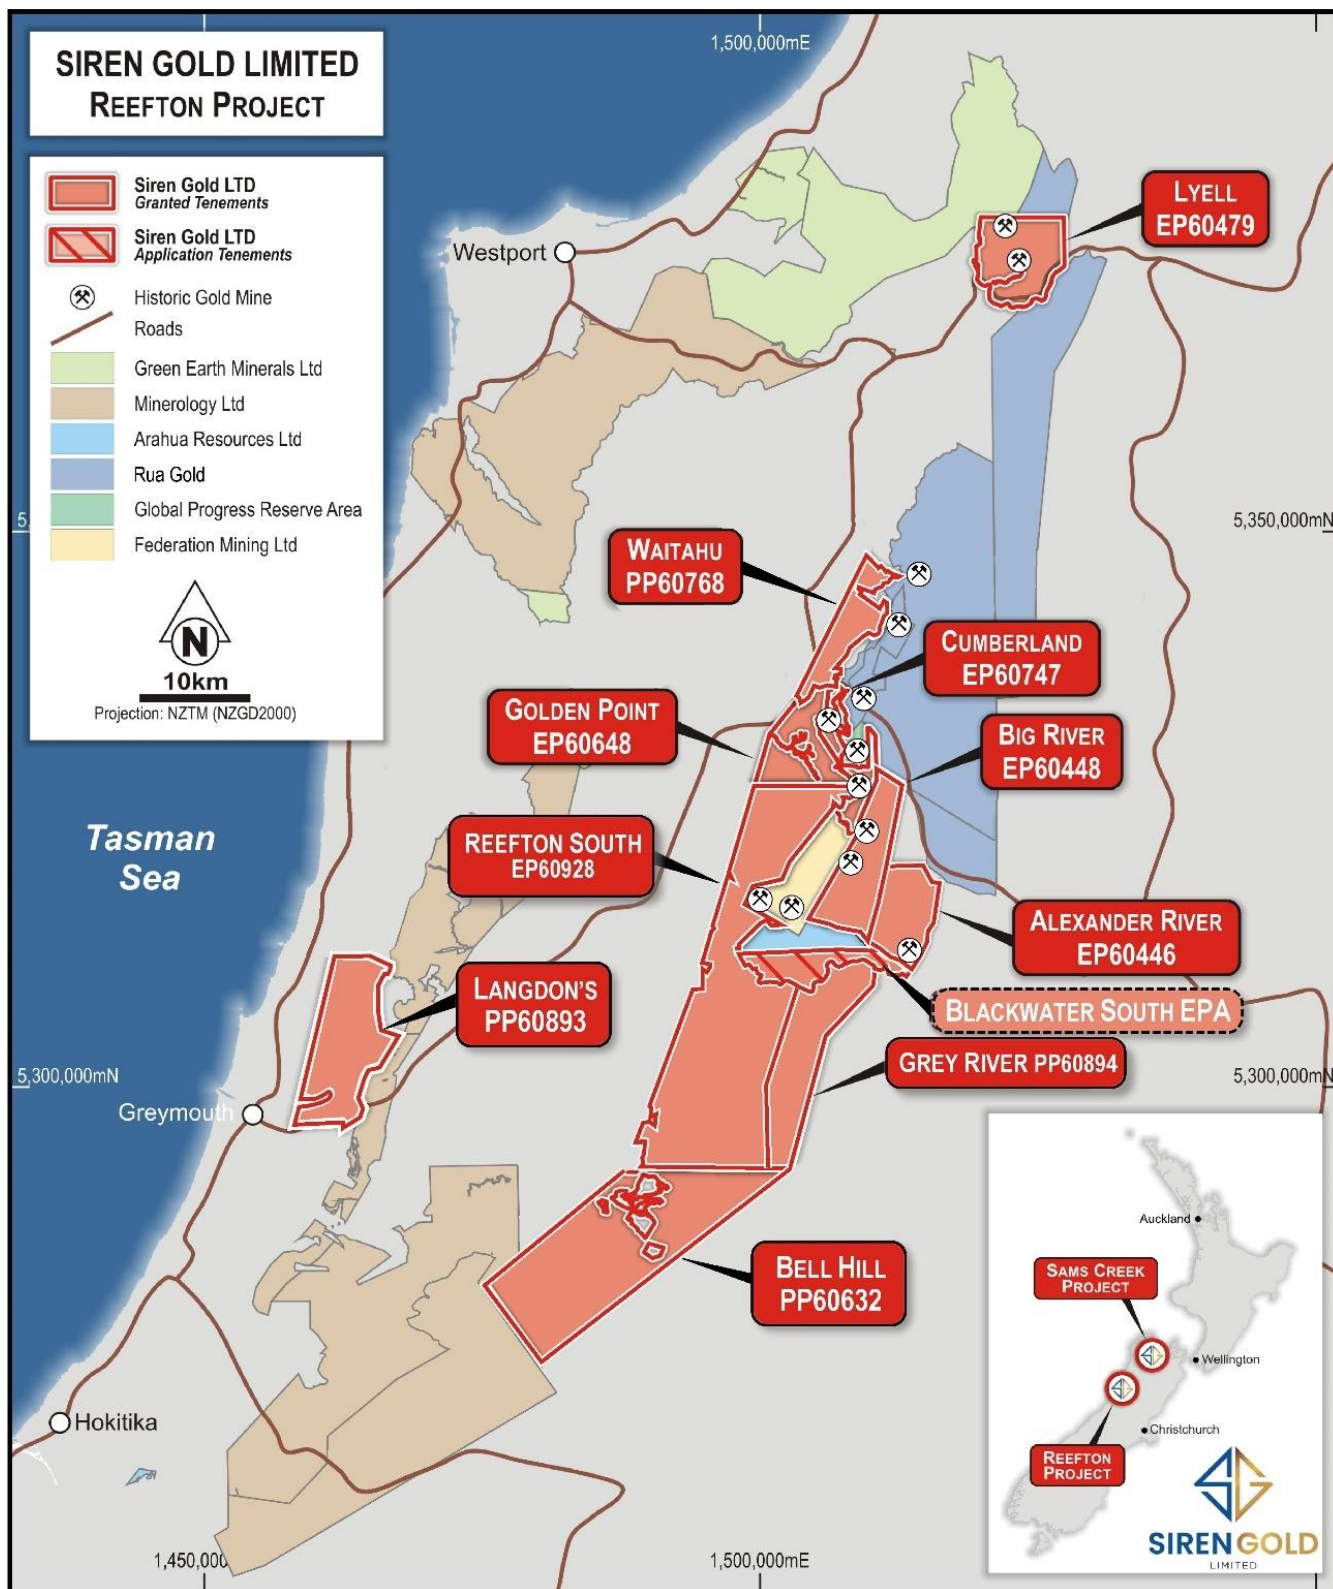 1,500,000mE
SIREN GOLD LIMITED
REEFTON PROJECT
Siren Gold LTD
Granted Tenements
Siren Gold LTD
Application Tenements
Historic Gold Mine
Roads
Green Earth Minerals Ltd
Minerology Ltd
Arahua Resources Ltd
Rua Gold
Global Progress Reserve Area
Federation Mining Ltd
N
10km
Projection: NZTM (NZGD2000)
Westport
LYELL
EP60479
5,
5,350,000mN
WAITAHU
PP60768
CUMBERLAND
EP60747
GOLDEN POINT
EP60648
BIG RIVER
EP60448
Tasman
Sea
REEFTON SOUTH
EP60928
ALEXANDER RIVER
EP60446
LANGDON'S
PP60893
BLACKWATER SOUTH EPA
GREY RIVER PP60894
5,300,000mN
5,300,000mN
Greymouth
BELL HILL
PP60632
Hokitika
1,450,000
1,500,000mE
Auckland
SAMS CREEK
PROJECT
Wellington
Christchurch
REEFTON
PROJECT
SIREN GOLD
LIMITED